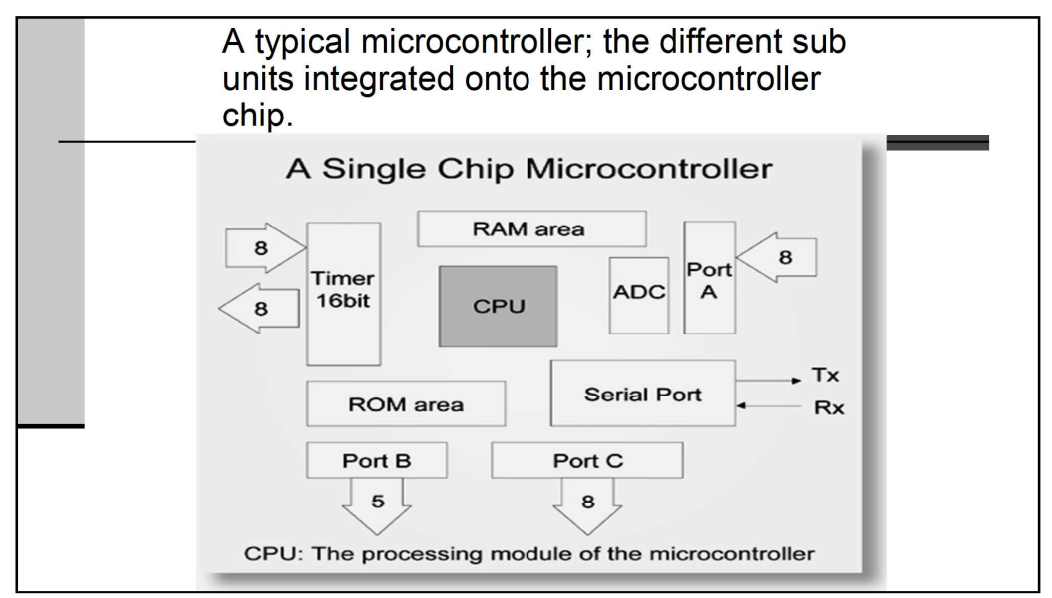 A typical microcontroller; the different sub
units integrated onto the microcontroller
chip.
A Single Chip Microcontroller
RAM area
8
Timer
16bit
8
CPU
ADC
Port
A
8
ROM area
Serial Port
Tx
Rx
Port B
5
Port C
8
CPU: The processing module of the microcontroller